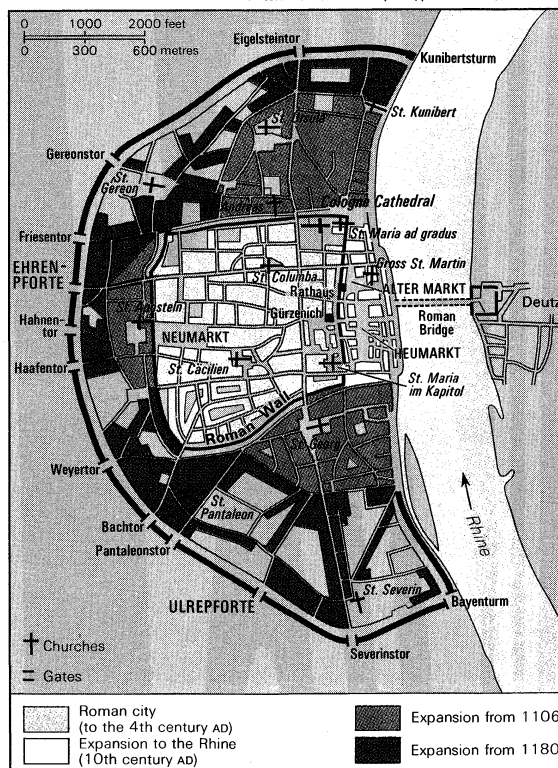 0 1000 2000 feet
0 300 600 metres
Eigelsteintor
Kunibertsturm
St. Ursula
St. Kunibert
Gereonstor
St.
Gereon
Andreas
Cologne Cathedral
Friesentor
St. Maria ad gradus
EHREN-
PFORTE
St. Columba
Gross St. Martin
Rathaus
ALTER MARKT
Deutz
St. Aposteln
Gürzenich
Roman
Bridge
Hahnen-
tor
NEUMARKT
HEUMARKT
Haafentor
St. Cäcilien
St. Maria
im Kapitol
Roman Wall
St. Georg
Weyertor
St.
Pantaleon
Bachtor
Rhine
Pantaleonstor
St. Severin
ULREPFORTE
Bayenturm
Severinstor
Churches
Gates
Roman city
(to the 4th century AD)
Expansion to the Rhine
(10th century AD)
Expansion from 1106
Expansion from 1180